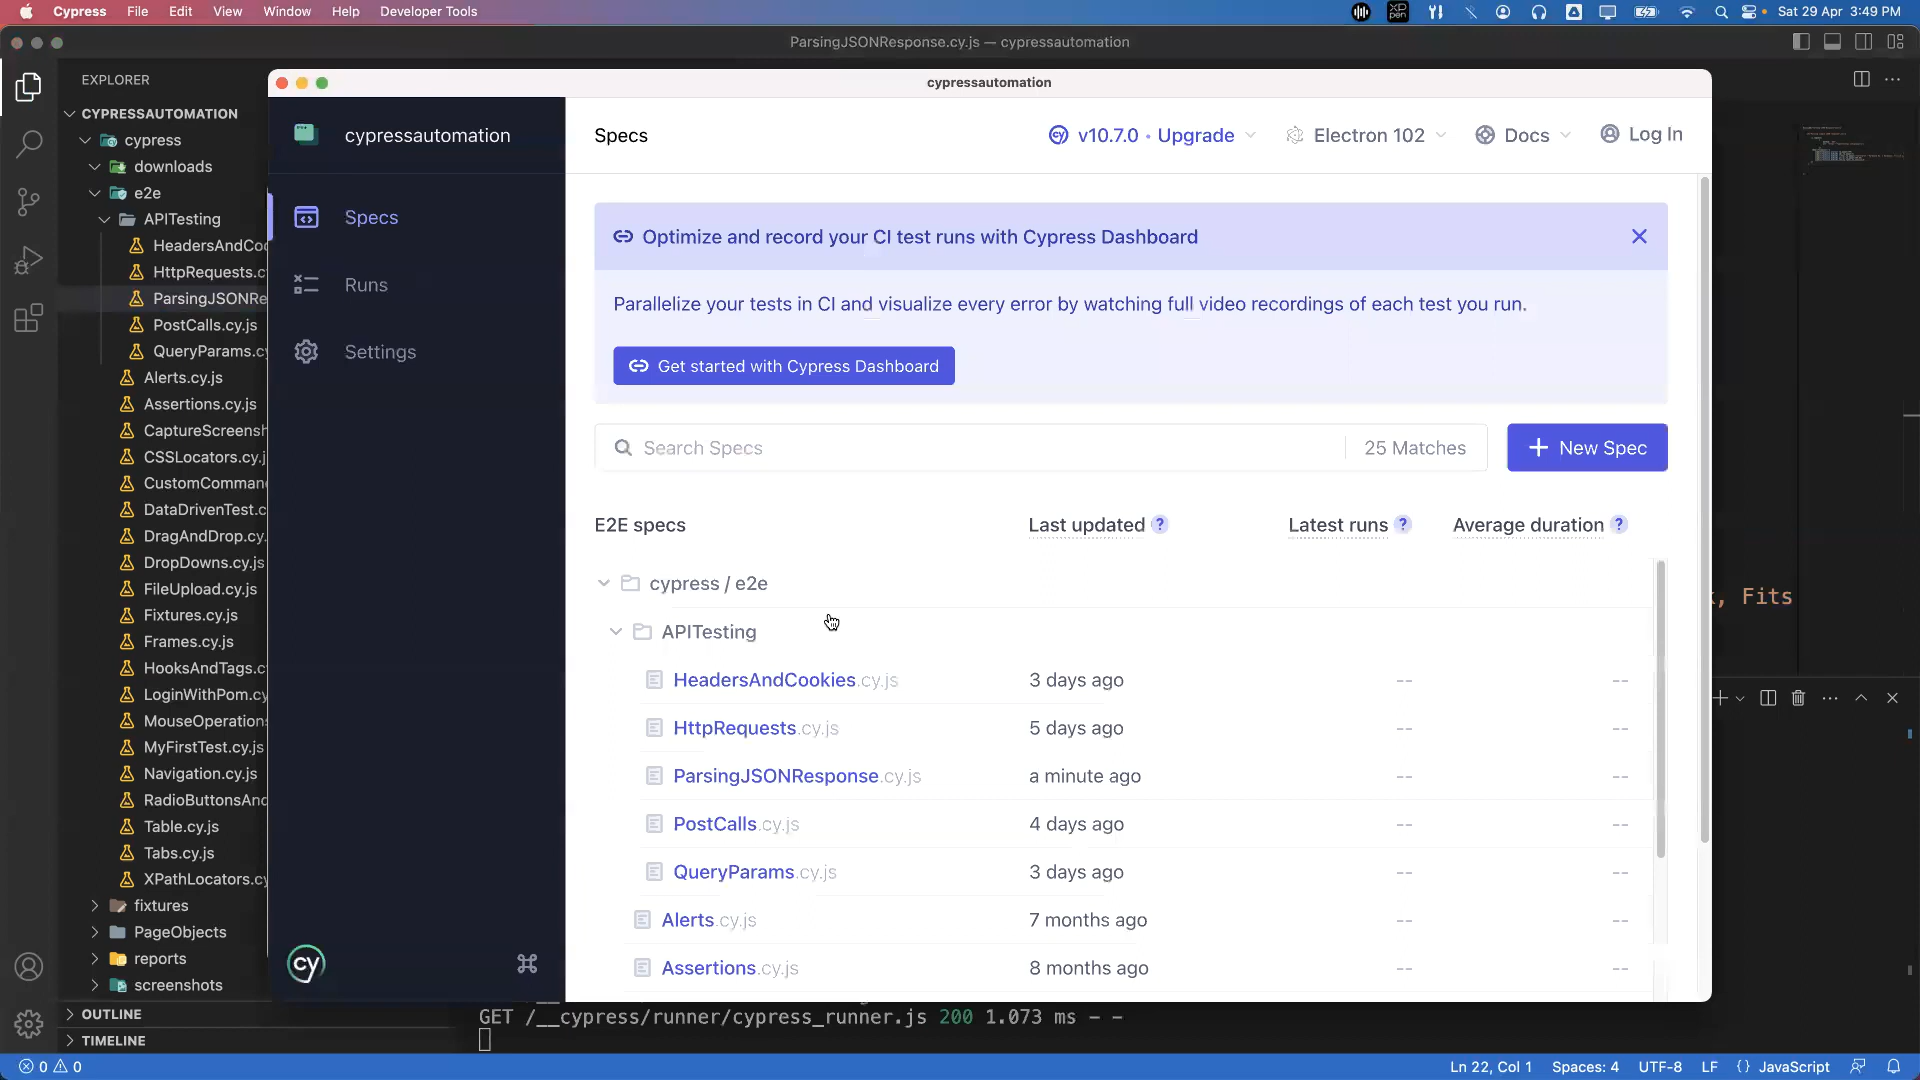 Cypress File Edit View Window Help Developer Tools
XP PEN
Sat 29 Apr 3:49 PM
ParsingJSONResponse.cy.js — cypressautomation
EXPLORER
CYPRESSAUTOMATION
cypress
downloads
e2e
APITesting
HeadersAndCoo
HttpRequests.c
ParsingJSONRe
PostCalls.cy.js
QueryParams.cy
Alerts.cy.js
Assertions.cy.js
CaptureScreensh
CSSLocators.cy.j
CustomComman
DataDrivenTest.c
DragAndDrop.cy.
DropDowns.cy.js
FileUpload.cy.js
Fixtures.cy.js
Frames.cy.js
HooksAndTags.c
LoginWithPom.cy
MouseOperation
MyFirstTest.cy.js
Navigation.cy.js
RadioButtonsAnd
Table.cy.js
Tabs.cy.js
XPathLocators.cy
fixtures
PageObjects
reports
screenshots
OUTLINE
TIMELINE
cypressautomation
cypressautomation
Specs
Runs
Settings
cy
Specs
v10.7.0 • Upgrade
Electron 102
Docs
Log In
Optimize and record your CI test runs with Cypress Dashboard
Parallelize your tests in CI and visualize every error by watching full video recordings of each test you run.
Get started with Cypress Dashboard
Search Specs
25 Matches
+ New Spec
E2E specs Last updated ? Latest runs ? Average duration ?
cypress / e2e
APITesting
HeadersAndCookies.cy.js 3 days ago -- --
HttpRequests.cy.js 5 days ago -- --
ParsingJSONResponse.cy.js a minute ago -- --
PostCalls.cy.js 4 days ago -- --
QueryParams.cy.js 3 days ago -- --
Alerts.cy.js 7 months ago -- --
Assertions.cy.js 8 months ago -- --
, Fits
GET /__cypress/runner/cypress_runner.js 200 1.073 ms - -
0 0
Ln 22, Col 1 Spaces: 4 UTF-8 LF {} JavaScript